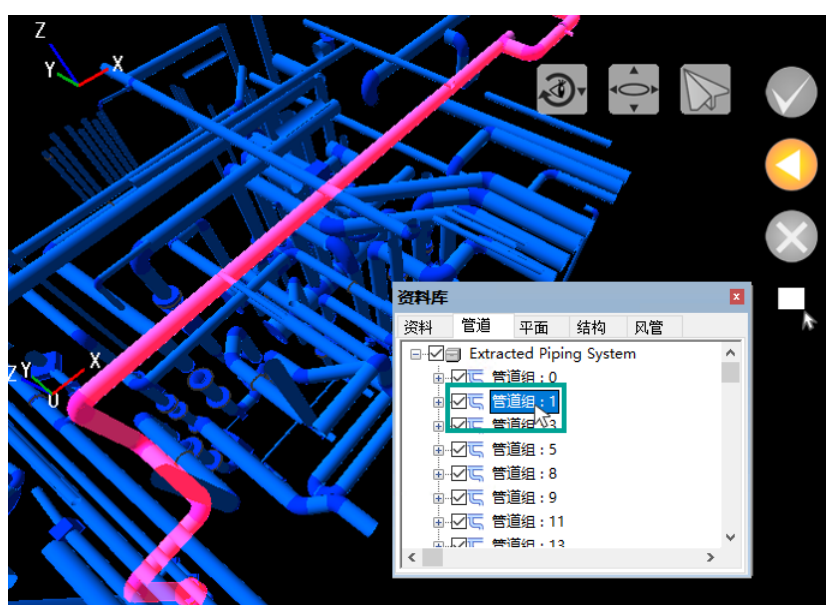 Z
Y X
资料库
资料 管道 平面 结构 风管
Extracted Piping System
管道组 : 0
管道组 : 1
管道组 : 3
管道组 : 5
管道组 : 8
管道组 : 9
管道组 : 11
管道组 : 13
Z Y X
U